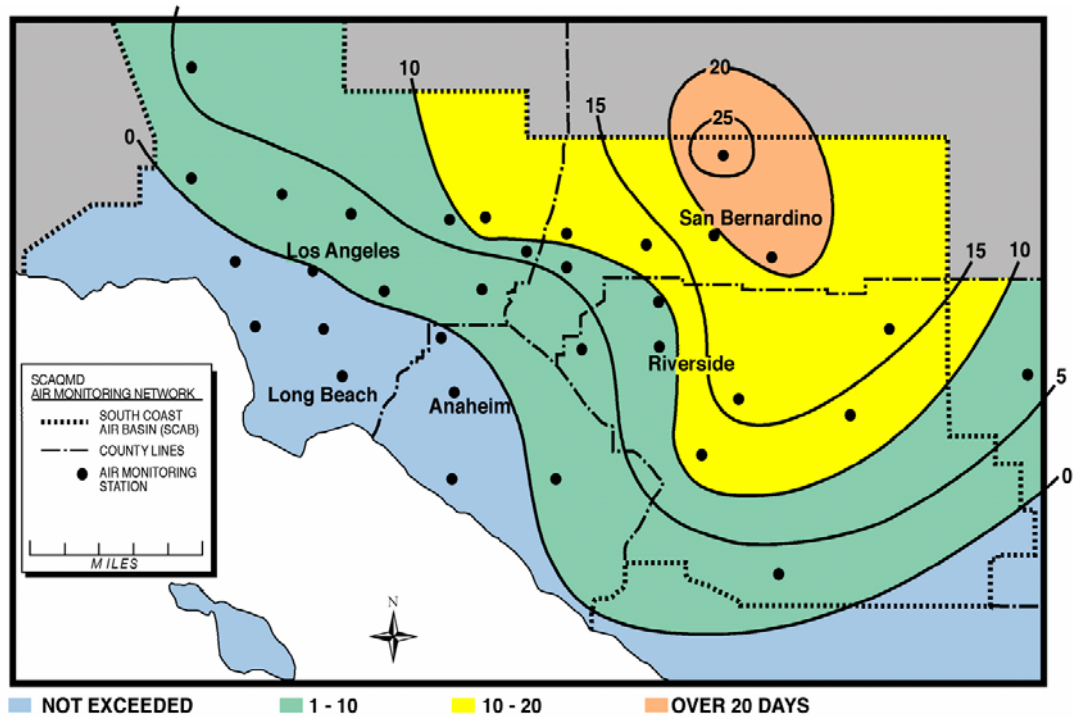 20
10
15
25
0
San Bernardino
Los Angeles
15
10
Riverside
5
SCAQMD
AIR MONITORING NETWORK
SOUTH COAST
AIR BASIN (SCAB)
COUNTY LINES
AIR MONITORING
STATION
MILES
Long Beach
Anaheim
0
N
NOT EXCEEDED
1 - 10
10 - 20
OVER 20 DAYS